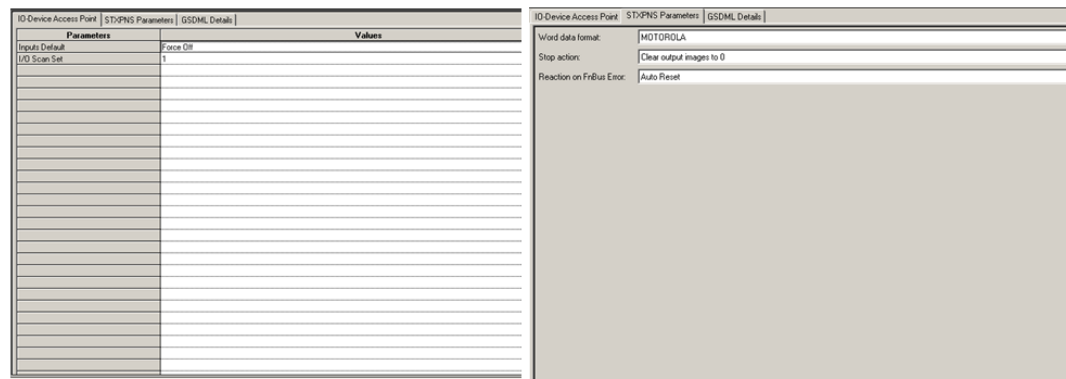 IO-Device Access Point STXPNS Parameters GSDML Details
Parameters Values
Inputs Default Force Off
I/O Scan Set 1
IO-Device Access Point STXPNS Parameters GSDML Details
Word data format: MOTOROLA
Stop action: Clear output images to 0
Reaction on FnBus Error: Auto Reset